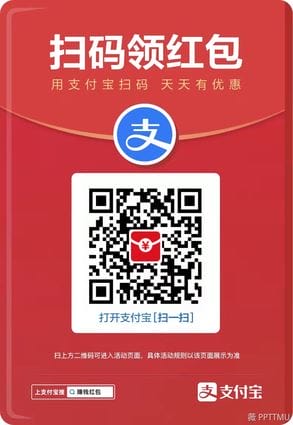 扫码领红包
用支付宝扫码 天天有优惠
支
¥
打开支付宝[扫一扫]
扫上方二维码可进入活动页面，具体活动规则以该页面展示为准
上支付宝搜 赚钱红包
支 支付宝
薇 PPTTMU